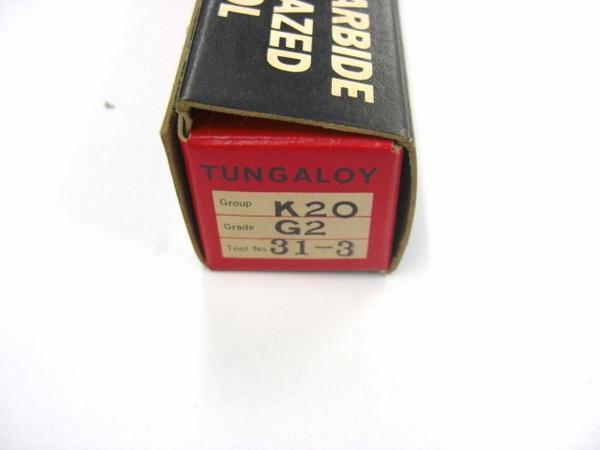 ARBIDE
AZED
OL
TUNGALOY
Group K20
Grade G2
Tool No. 31-3